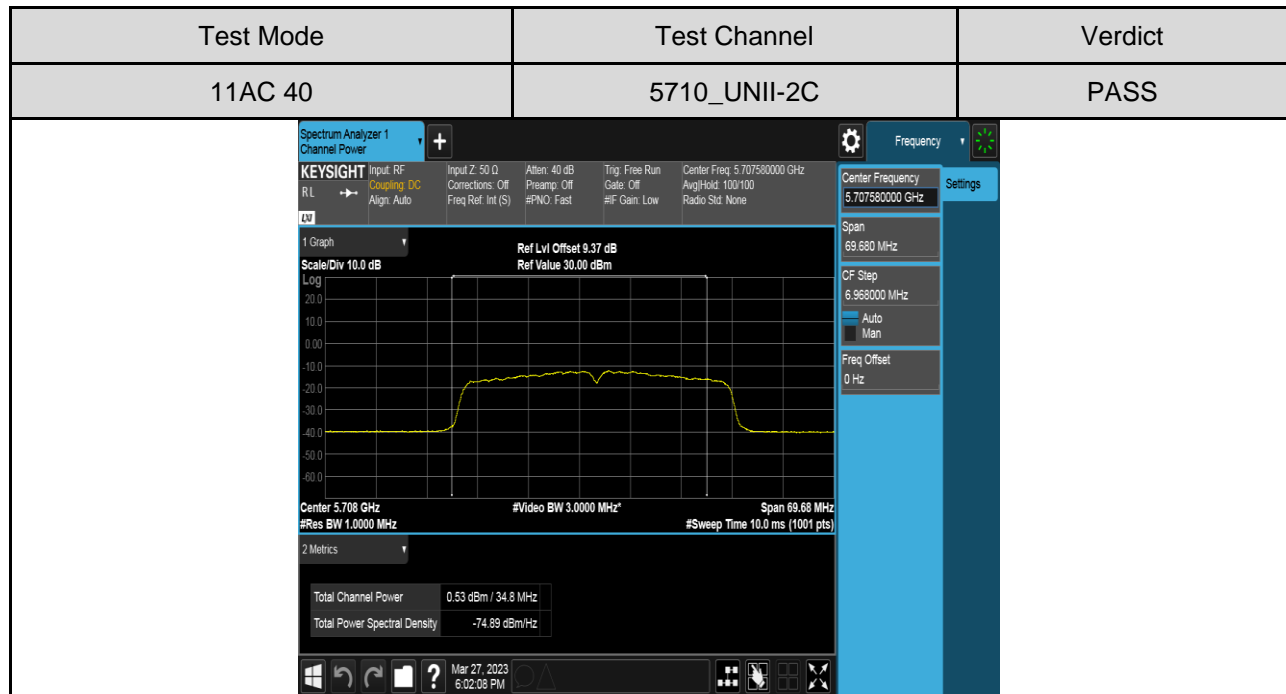 Test Mode Test Channel Verdict
11AC 40 5710_UNII-2C PASS
Spectrum Analyzer 1
Channel Power
+
Frequency
KEYSIGHT Input: RF Input Z: 50 Ω Atten: 40 dB Trig: Free Run Center Freq: 5.707580000 GHz
RL Coupling: DC Corrections: Off Preamp: Off Gate: Off Avg|Hold: 100/100
Align: Auto Freq Ref: Int (S) #PNO: Fast #IF Gain: Low Radio Std: None
LXI
Center Frequency
5.707580000 GHz
Settings
Span
69.680 MHz
CF Step
6.968000 MHz
Auto
Man
Freq Offset
0 Hz
1 Graph
Ref Lvl Offset 9.37 dB
Scale/Div 10.0 dB Ref Value 30.00 dBm
Log
20.0
10.0
0.00
-10.0
-20.0
-30.0
-40.0
-50.0
-60.0
Center 5.708 GHz #Video BW 3.0000 MHz* Span 69.68 MHz
#Res BW 1.0000 MHz #Sweep Time 10.0 ms (1001 pts)
2 Metrics
Total Channel Power 0.53 dBm / 34.8 MHz
Total Power Spectral Density -74.89 dBm/Hz
? Mar 27, 2023
6:02:08 PM